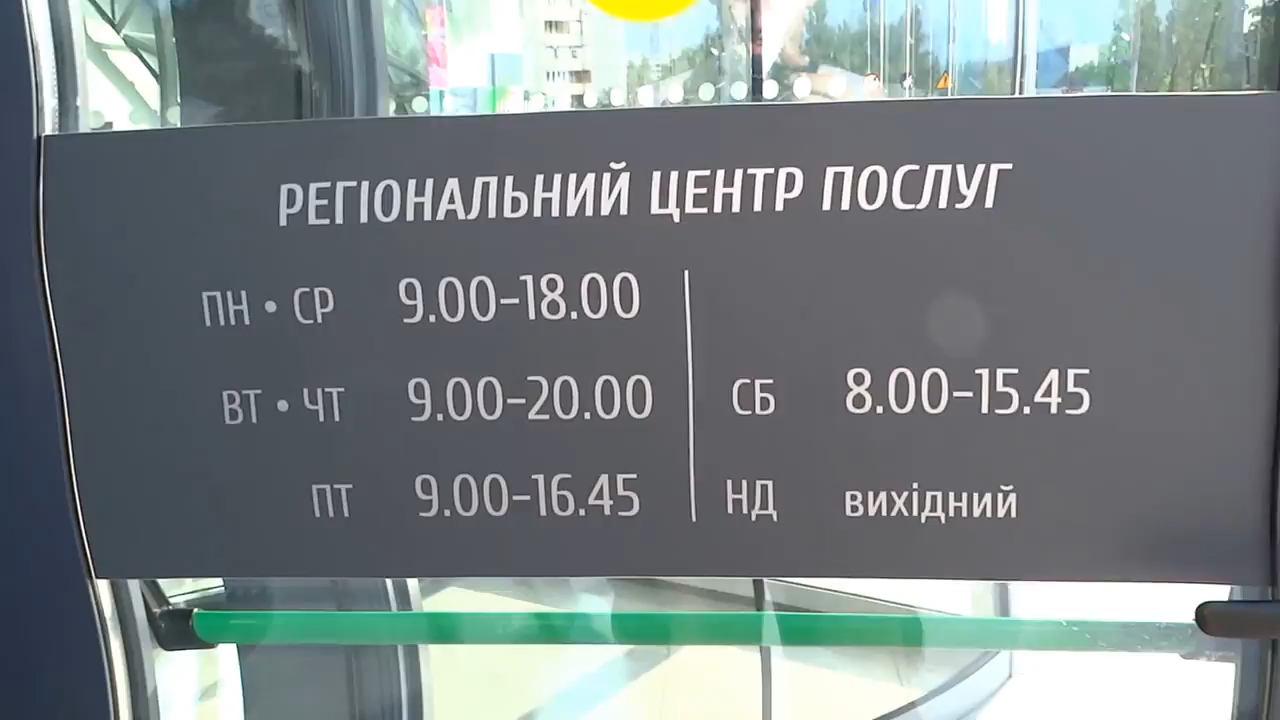 РЕГІОНАЛЬНИЙ ЦЕНТР ПОСЛУГ
ПН • СР 9.00–18.00
ВТ • ЧТ 9.00–20.00
ПТ 9.00–16.45
СБ 8.00–15.45
НД вихідний